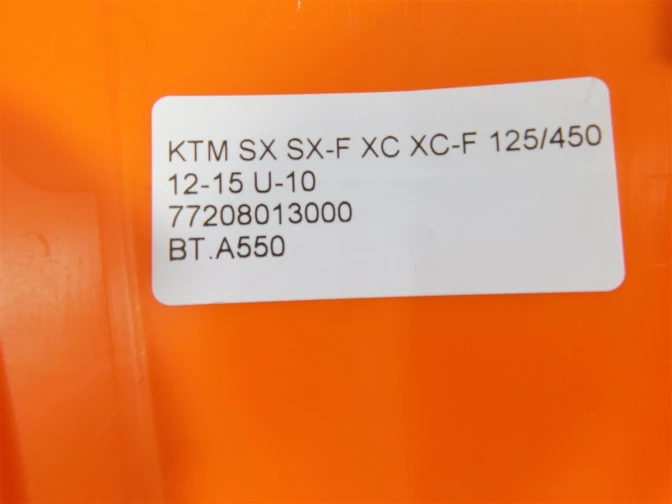 KTM SX SX-F XC XC-F 125/450
12-15 U-10
77208013000
BT.A550